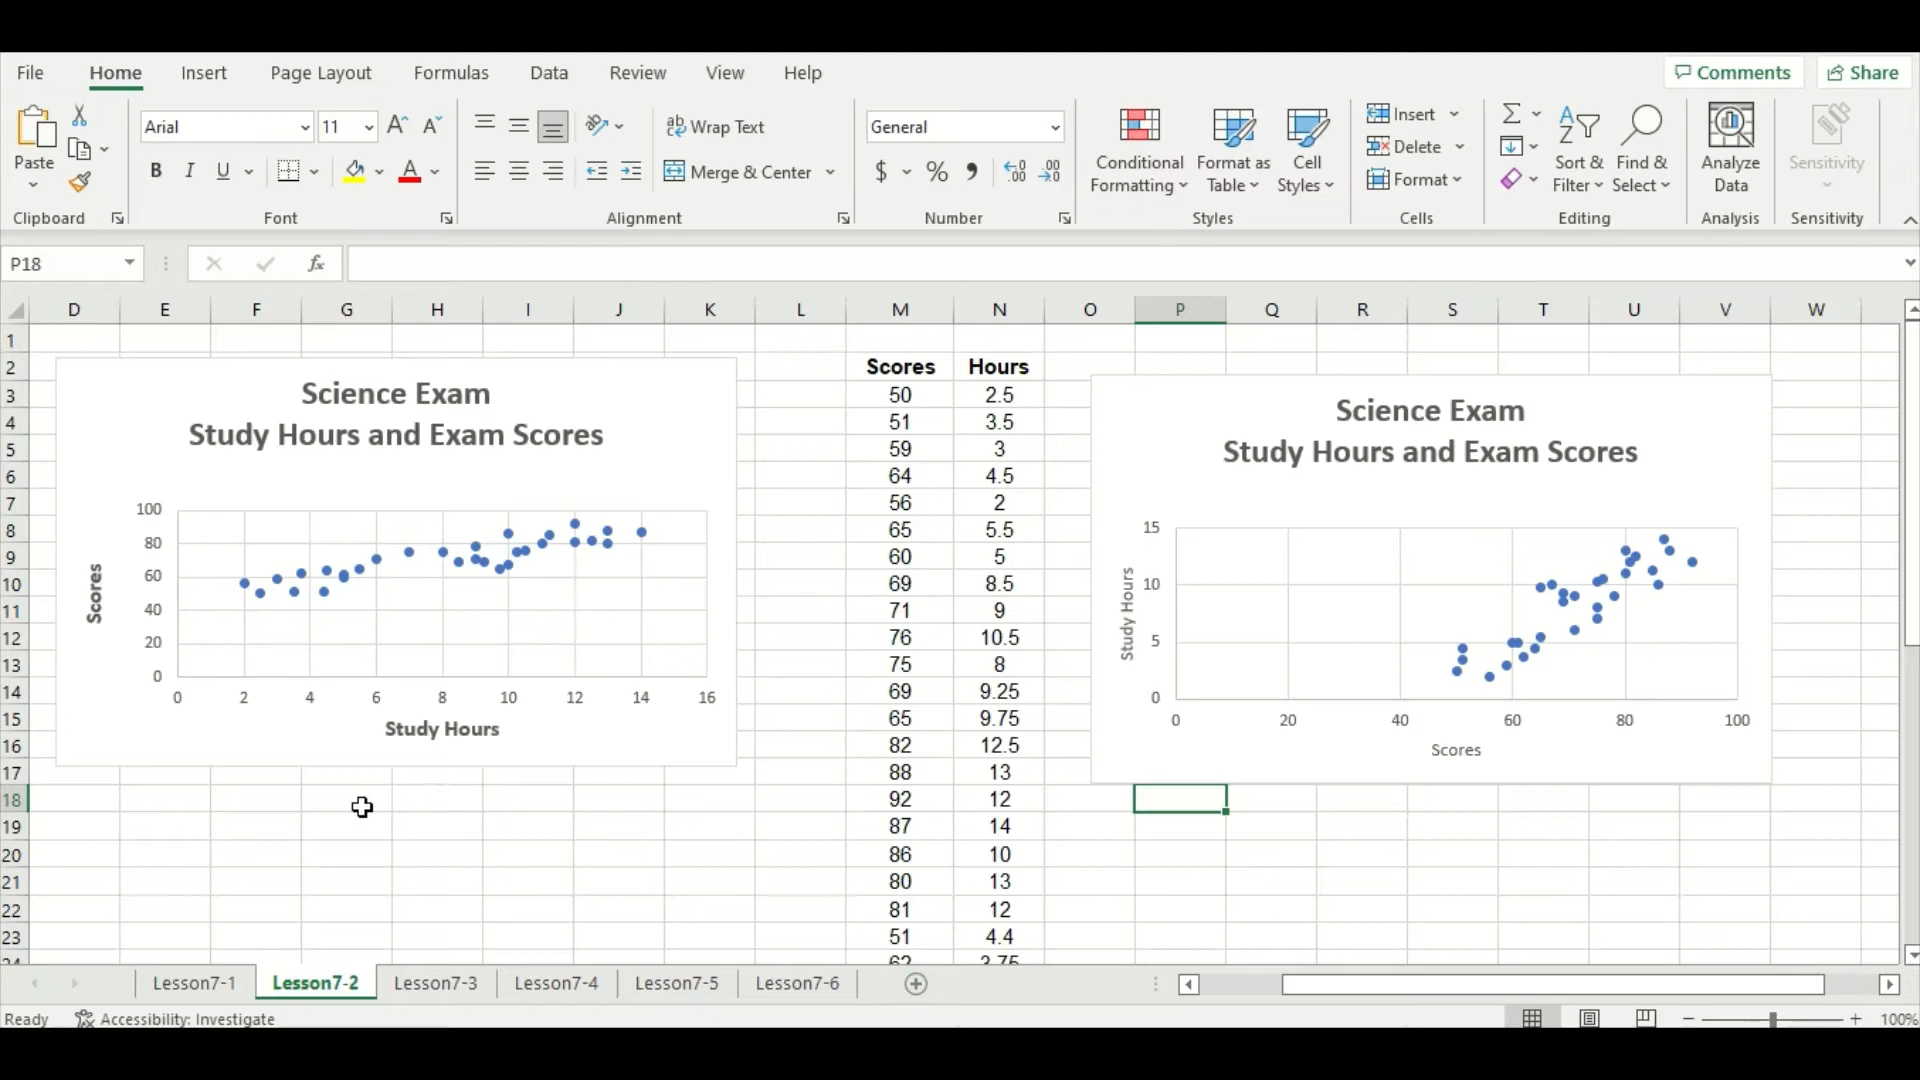 File Home Insert Page Layout Formulas Data Review View Help Comments Share
Arial 11 A A Wrap Text General Insert
Paste B I U A Merge & Center $ % Conditional Formatting Format as Table Cell Styles Delete Format Sort & Filter Find & Select Analyze Data Sensitivity
Clipboard Font Alignment Number Styles Cells Editing Analysis Sensitivity
P18 fx
D E F G H I J K L M N O P Q R S T U V W
1
2
3
4
5
6
7
8
9
10
11
12
13
14
15
16
17
18
19
20
21
22
23
24
Science Exam
Study Hours and Exam Scores
100
80
60
40
20
0
Scores
0 2 4 6 8 10 12 14 16
Study Hours
Scores Hours
50 2.5
51 3.5
59 3
64 4.5
56 2
65 5.5
60 5
69 8.5
71 9
76 10.5
75 8
69 9.25
65 9.75
82 12.5
88 13
92 12
87 14
86 10
80 13
81 12
51 4.4
62 3.75
Science Exam
Study Hours and Exam Scores
15
10
5
0
Study Hours
0 20 40 60 80 100
Scores
Lesson7-1 Lesson7-2 Lesson7-3 Lesson7-4 Lesson7-5 Lesson7-6
Ready Accessibility: Investigate 100%